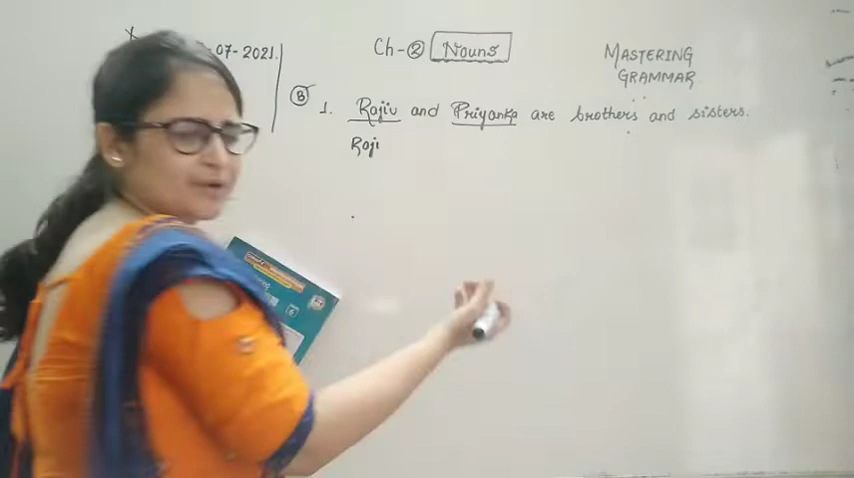 -07-2021.
Ch-② Nouns
MASTERING
GRAMMAR
Ⓑ 1. Rajiv and Priyanka are brothers and sisters.
Raji